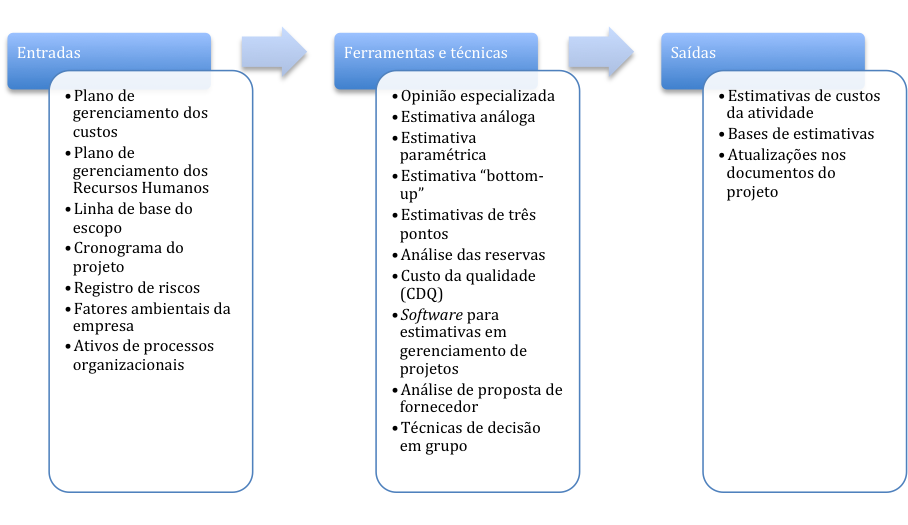 Entradas
•Plano de
gerenciamento dos
custos
•Plano de
gerenciamento dos
Recursos Humanos
•Linha de base do
escopo
•Cronograma do
projeto
•Registro de riscos
•Fatores ambientais da
empresa
•Ativos de processos
organizacionais
Ferramentas e técnicas
•Opinião especializada
•Estimativa análoga
•Estimativa
paramétrica
•Estimativa “bottom-
up”
•Estimativas de três
pontos
•Análise das reservas
•Custo da qualidade
(CDQ)
•Software para
estimativas em
gerenciamento de
projetos
•Análise de proposta de
fornecedor
•Técnicas de decisão
em grupo
Saídas
•Estimativas de custos
da atividade
•Bases de estimativas
•Atualizações nos
documentos do
projeto